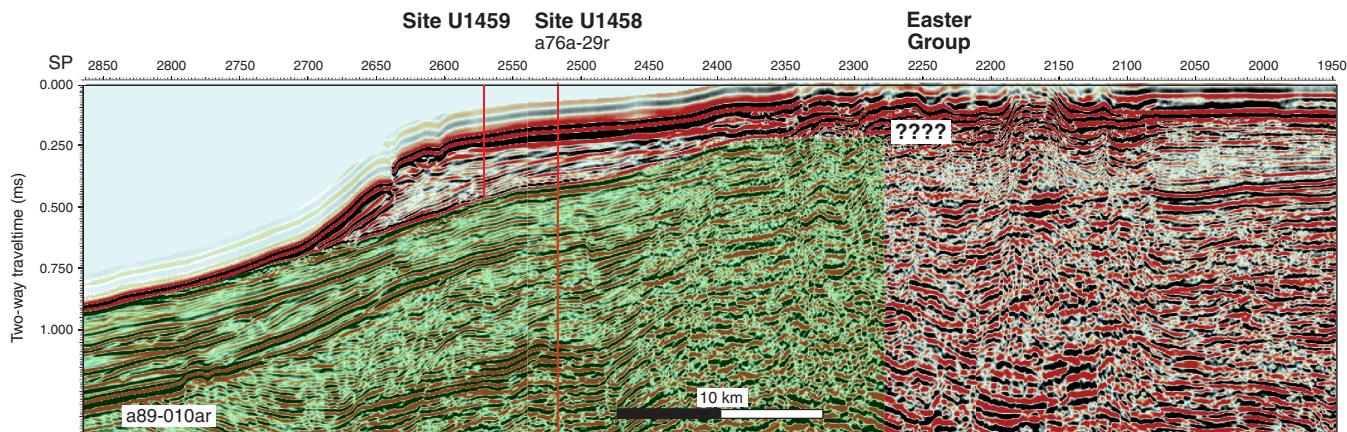 Site U1459
Site U1458
a76a-29r
Easter
Group
SP
2850 2800 2750 2700 2650 2600 2550 2500 2450 2400 2350 2300 2250 2200 2150 2100 2050 2000 1950
0.000
0.250
0.500
0.750
1.000
Two-way traveltime (ms)
????
10 km
a89-010ar